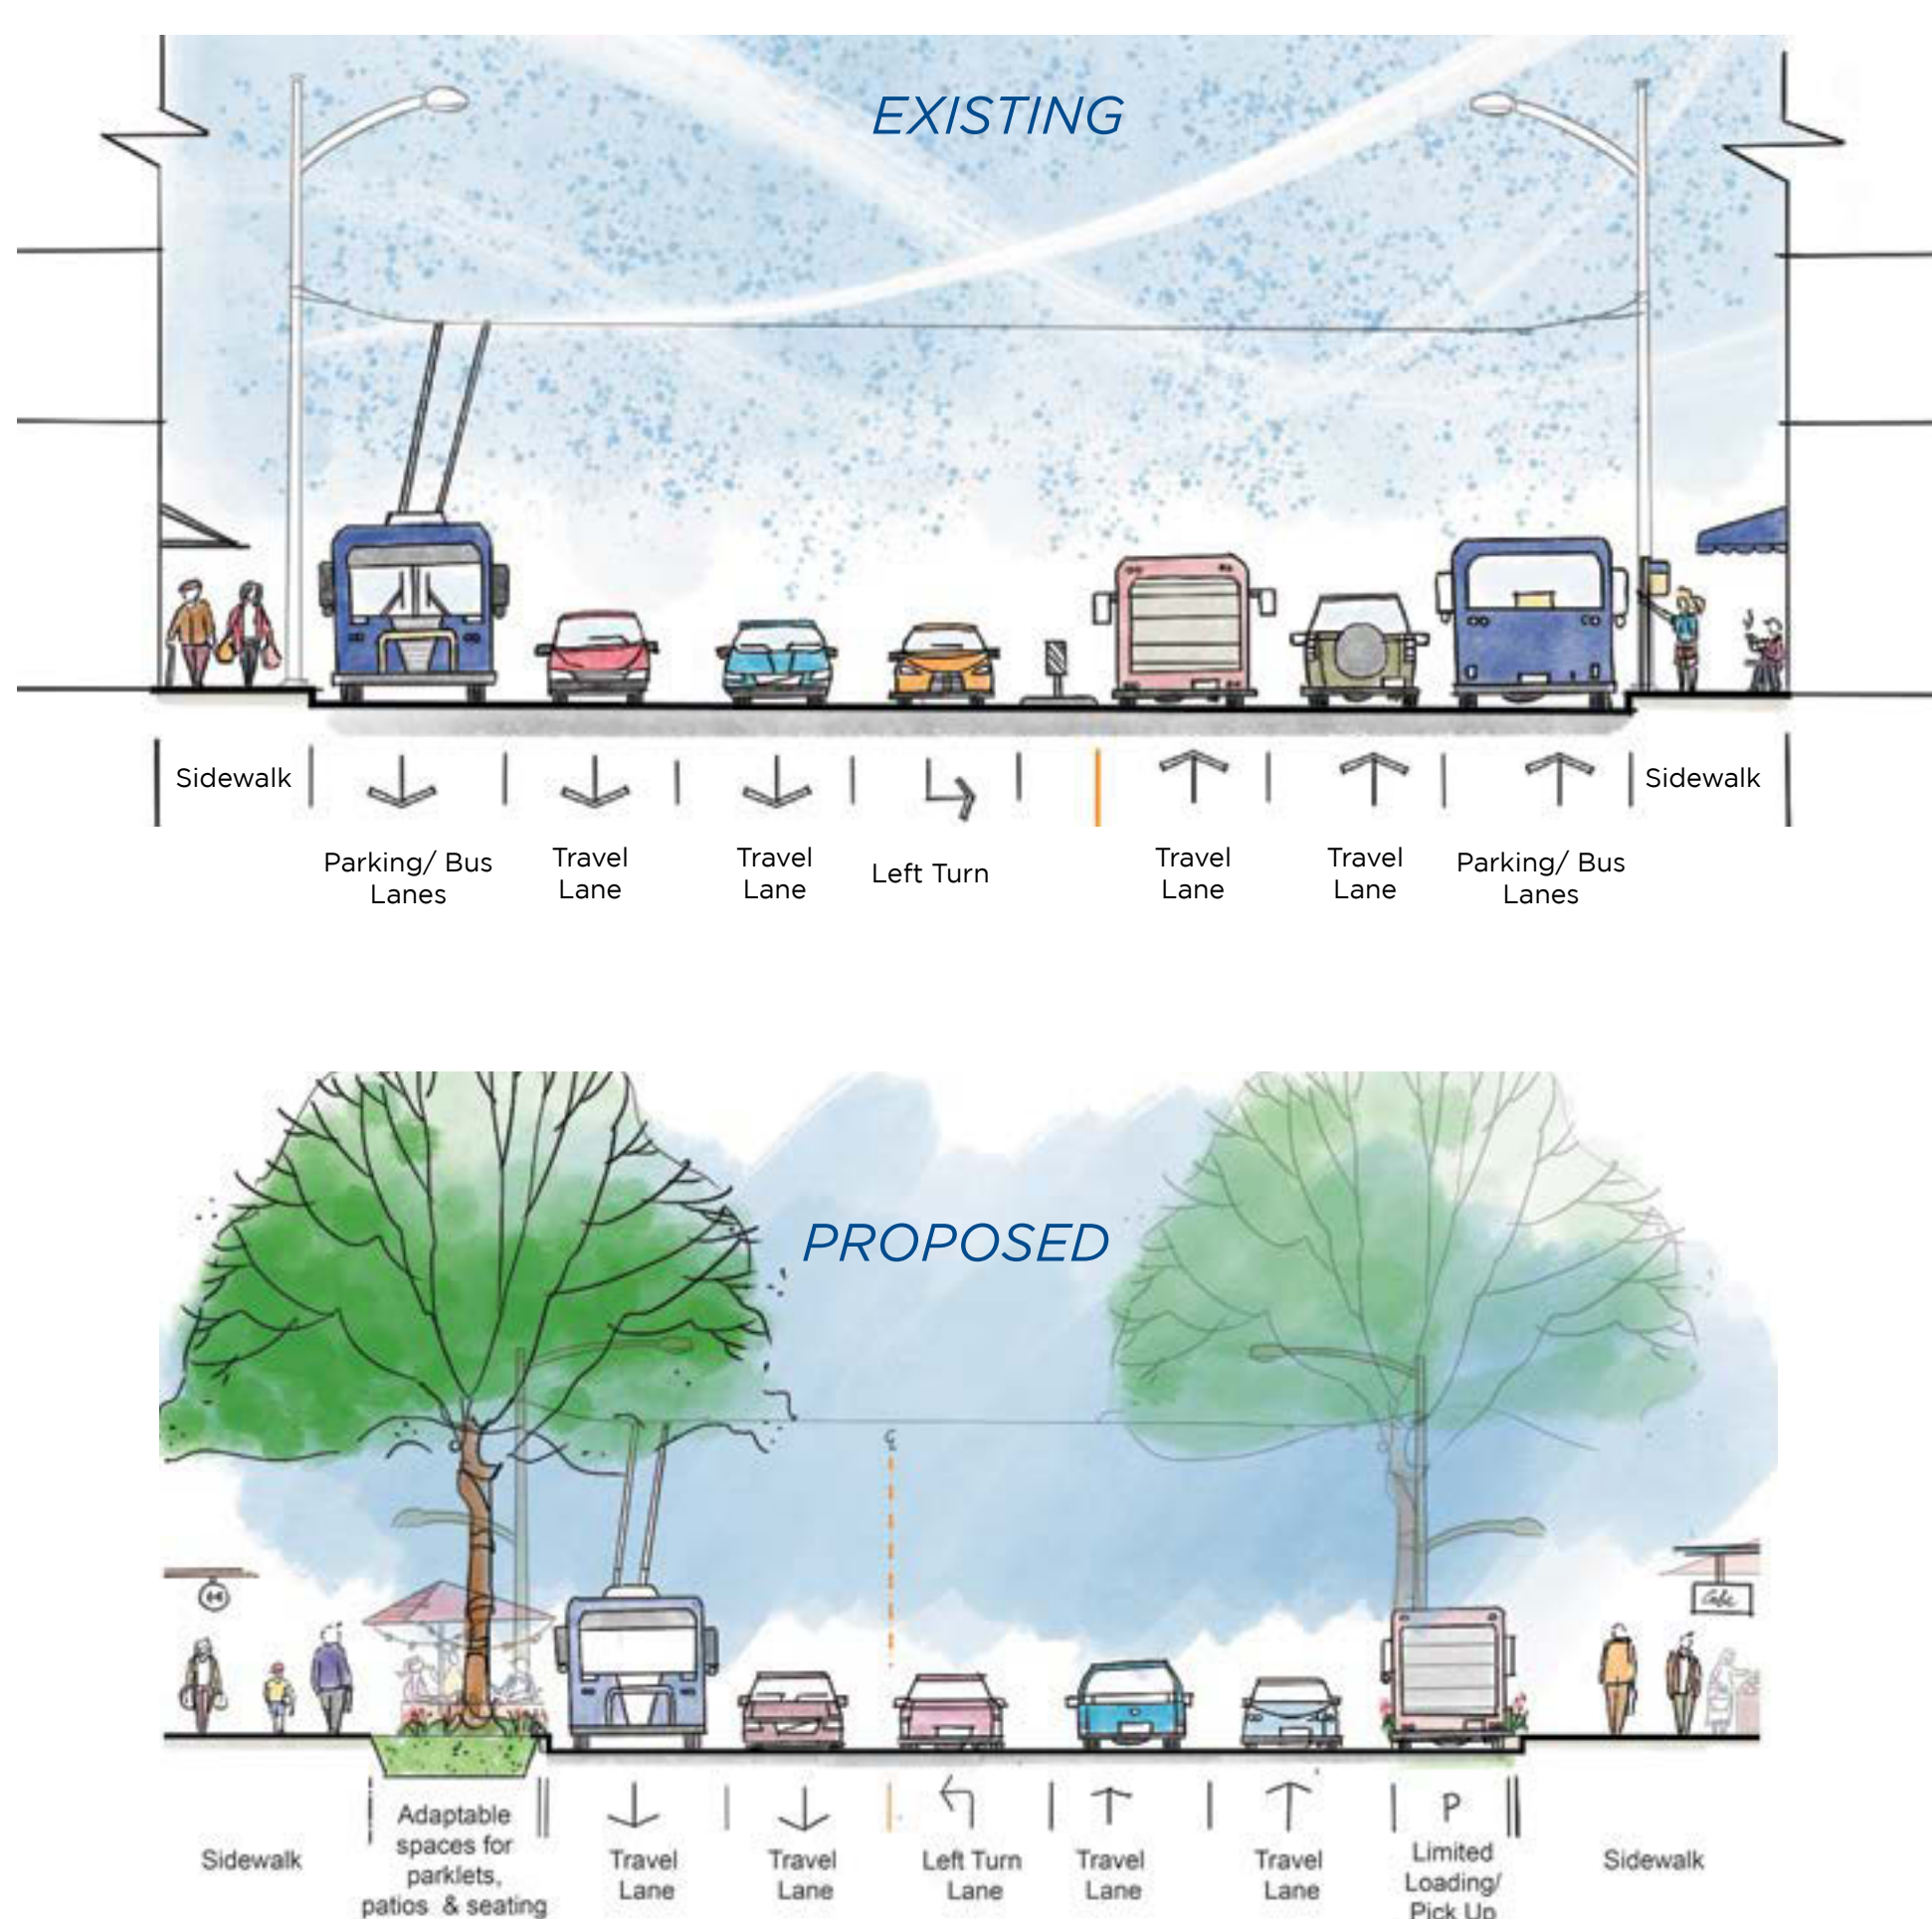 EXISTING
Sidewalk
Sidewalk
Parking/ Bus
Lanes
Travel
Lane
Travel
Lane
Left Turn
Travel
Lane
Travel
Lane
Parking/ Bus
Lanes
PROPOSED
Adaptable
spaces for
parklets,
patios & seating
Sidewalk
Travel
Lane
Travel
Lane
Left Turn
Lane
Travel
Lane
Travel
Lane
P
Limited
Loading/
Pick Up
Sidewalk